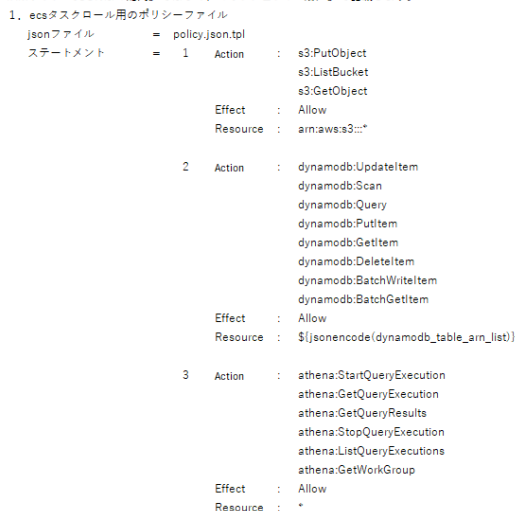 1．ecsタスクロール用のポリシーファイル
jsonファイル = policy.json.tpl
ステートメント = 1 Action : s3:PutObject
s3:ListBucket
s3:GetObject
Effect : Allow
Resource : arn:aws:s3:::*
2 Action : dynamodb:UpdateItem
dynamodb:Scan
dynamodb:Query
dynamodb:PutItem
dynamodb:GetItem
dynamodb:DeleteItem
dynamodb:BatchWriteItem
dynamodb:BatchGetItem
Effect : Allow
Resource : ${jsonencode(dynamodb_table_arn_list)}
3 Action : athena:StartQueryExecution
athena:GetQueryExecution
athena:GetQueryResults
athena:StopQueryExecution
athena:ListQueryExecutions
athena:GetWorkGroup
Effect : Allow
Resource : *